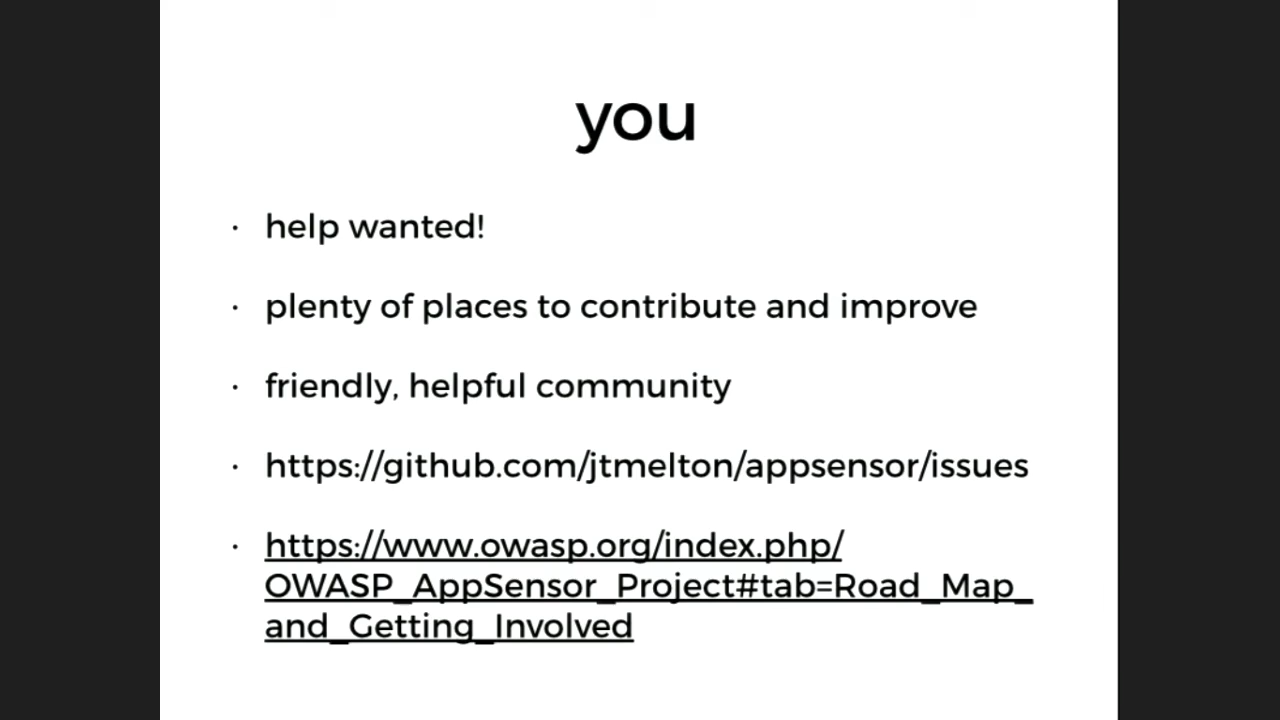 you
· help wanted!
· plenty of places to contribute and improve
· friendly, helpful community
· https://github.com/jtmelton/appsensor/issues
· https://www.owasp.org/index.php/
OWASP_AppSensor_Project#tab=Road_Map_
and_Getting_Involved